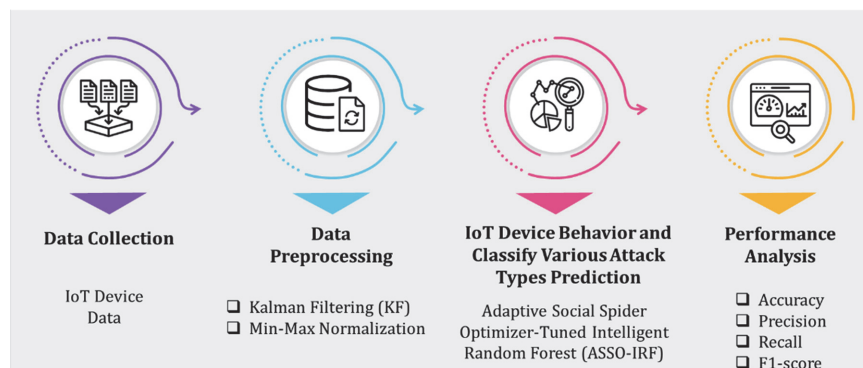 Data Collection
IoT Device
Data
Data
Preprocessing
❑ Kalman Filtering (KF)
❑ Min-Max Normalization
IoT Device Behavior and
Classify Various Attack
Types Prediction
Adaptive Social Spider
Optimizer-Tuned Intelligent
Random Forest (ASSO-IRF)
Performance
Analysis
❑ Accuracy
❑ Precision
❑ Recall
❑ F1-score